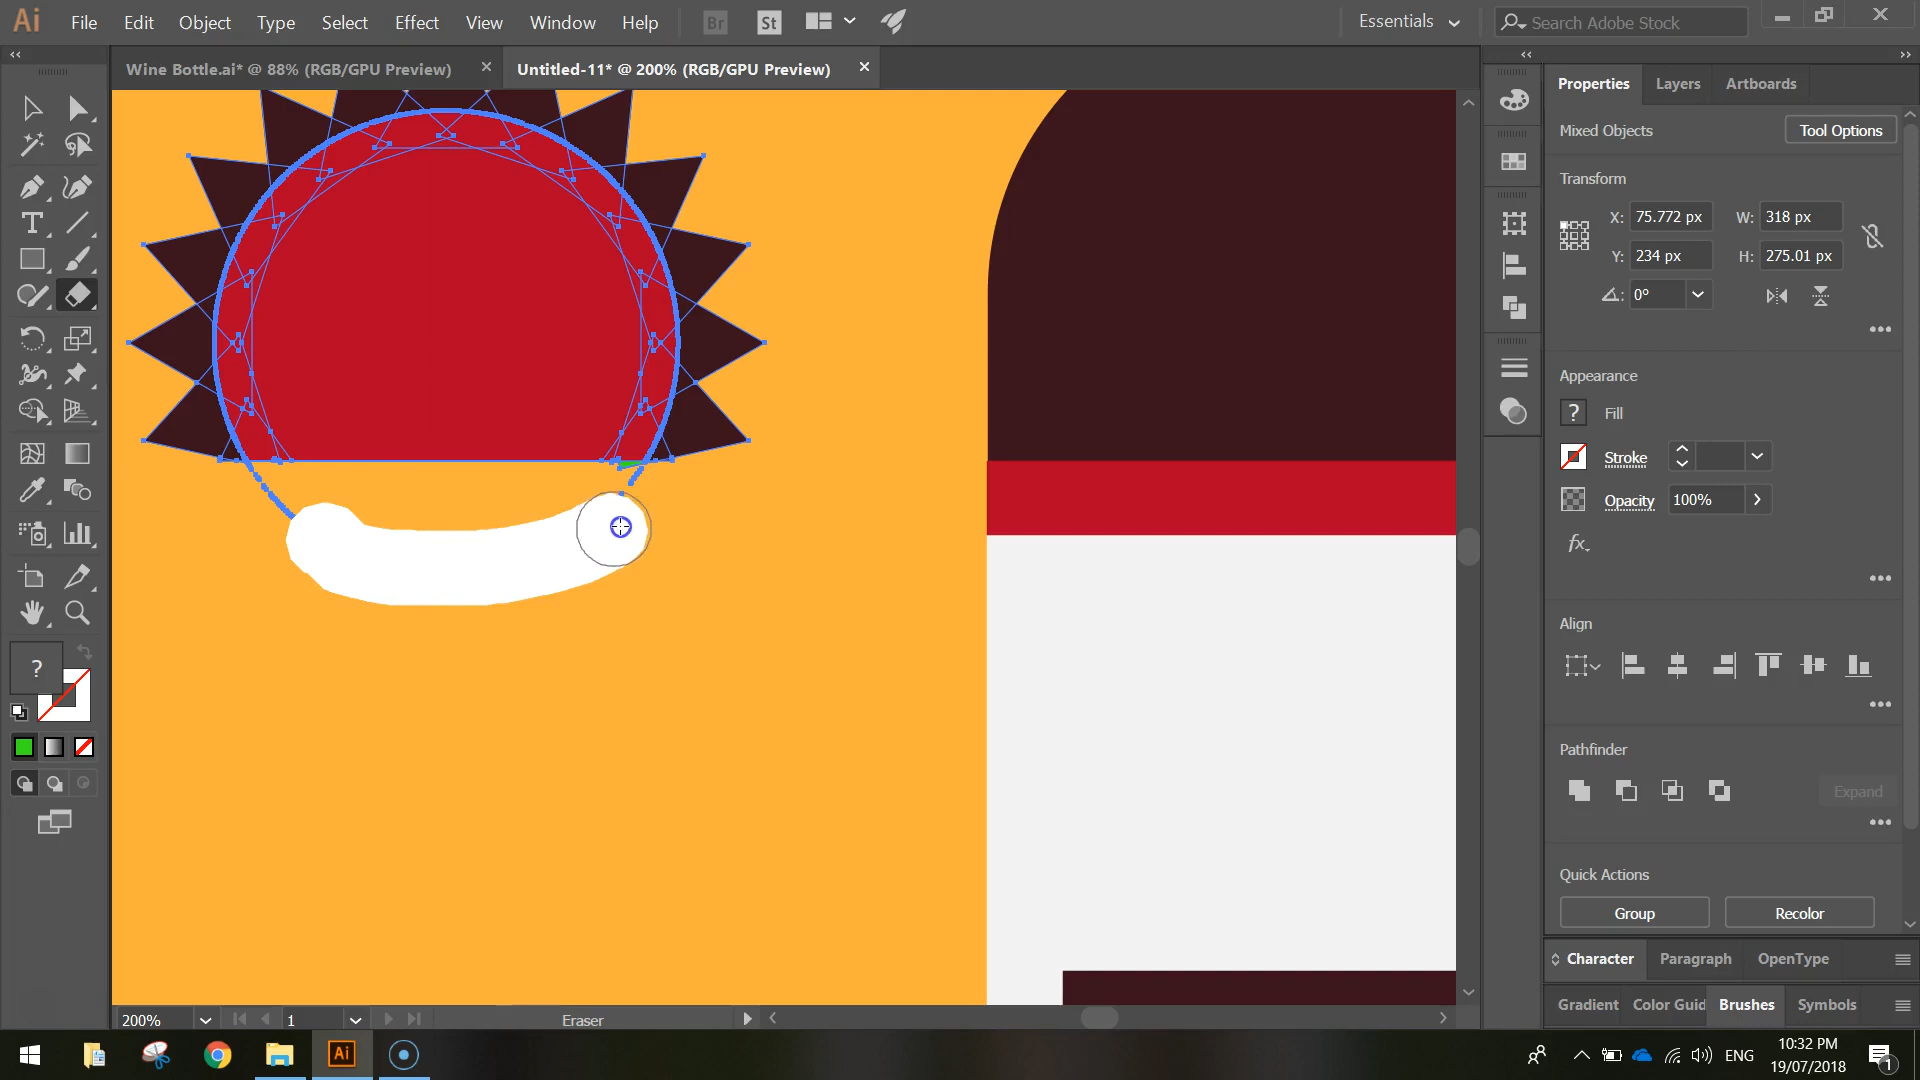 Ai File Edit Object Type Select Effect View Window Help Br St Essentials Search Adobe Stock
Wine Bottle.ai* @ 88% (RGB/GPU Preview) Untitled-11* @ 200% (RGB/GPU Preview)
Properties Layers Artboards
Mixed Objects Tool Options
Transform
X: 75.772 px W: 318 px
Y: 234 px H: 275.01 px
0°
Appearance
? Fill
Stroke
Opacity 100%
fx
Align
?
Pathfinder
Expand
Quick Actions
Group Recolor
Character Paragraph OpenType
Gradient Color Guid Brushes Symbols
200% 1 Eraser
Ai ENG 10:32 PM
19/07/2018 1